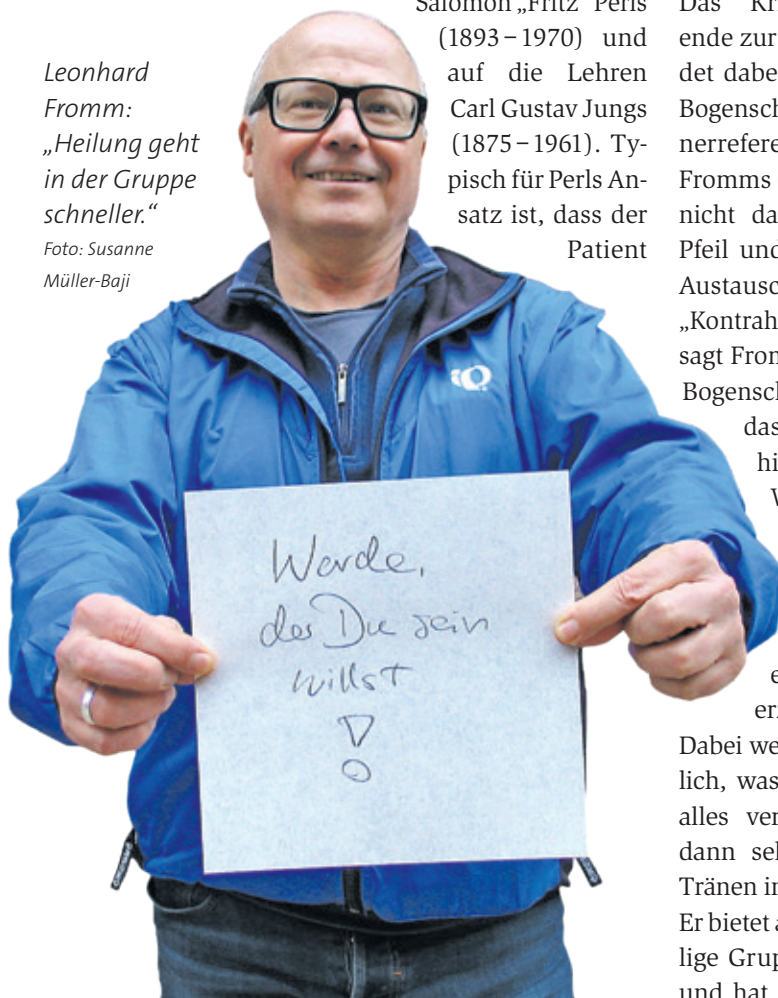 Leonhard
Fromm:
„Heilung geht
in der Gruppe
schneller.“
Foto: Susanne
Müller-Baji
Salomon „Fritz“ Perls
(1893–1970) und
auf die Lehren
Carl Gustav Jungs
(1875–1961). Ty-
pisch für Perls An-
satz ist, dass der
Patient
Werde,
der Du sein
willst
!
Das Kr
ende zur
det dabe
Bogensch
nerrefere
Fromms
nicht da
Pfeil und
Austausc
„Kontrah
sagt From
Bogensch
das
hi
W
e
er
Dabei we
lich, was
alles ver
dann sel
Tränen in
Er bietet a
lige Grup
und hat